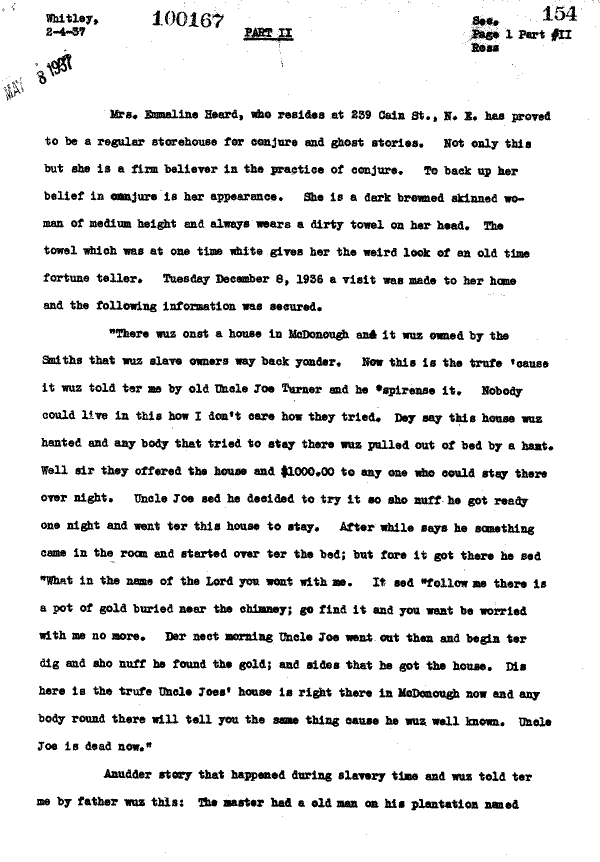 Whitley, 100167 Sec. 154
2-4-37 PART II Page 1 Part #II
Ross
MAY 8 1937
Mrs. Emmaline Heard, who resides at 239 Cain St., N. E. has proved
to be a regular storehouse for conjure and ghost stories. Not only this
but she is a firm believer in the practice of conjure. To back up her
belief in conjure is her appearance. She is a dark browned skinned wo-
man of medium height and always wears a dirty towel on her head. The
towel which was at one time white gives her the weird look of an old time
fortune teller. Tuesday December 8, 1936 a visit was made to her home
and the following information was secured.
"There wuz onst a house in McDonough and it wuz owned by the
Smiths that wuz slave owners way back yonder. Now this is the trufe 'cause
it wuz told ter me by old Uncle Joe Turner and he 'spirense it. Nobody
could live in this how I don't care how they tried. Dey say this house wuz
hanted and any body that tried to stay there wuz pulled out of bed by a hant.
Well sir they offered the house and $1000.00 to any one who could stay there
over night. Uncle Joe sed he decided to try it so sho nuff he got ready
one night and went ter this house to stay. After while says he something
came in the room and started over ter the bed; but fore it got there he sed
"What in the name of the Lord you want with me. It sed "follow me there is
a pot of gold buried near the chimney; go find it and you want be worried
with me no more. Der nect morning Uncle Joe went out then and begin ter
dig and sho nuff he found the gold; and sides that he got the house. Dis
here is the trufe Uncle Joes' house is right there in McDonough now and any
body round there will tell you the same thing cause he wuz well known. Uncle
Joe is dead now."
Anudder story that happened during slavery time and wuz told ter
me by father wuz this: The master had a old man on his plantation named